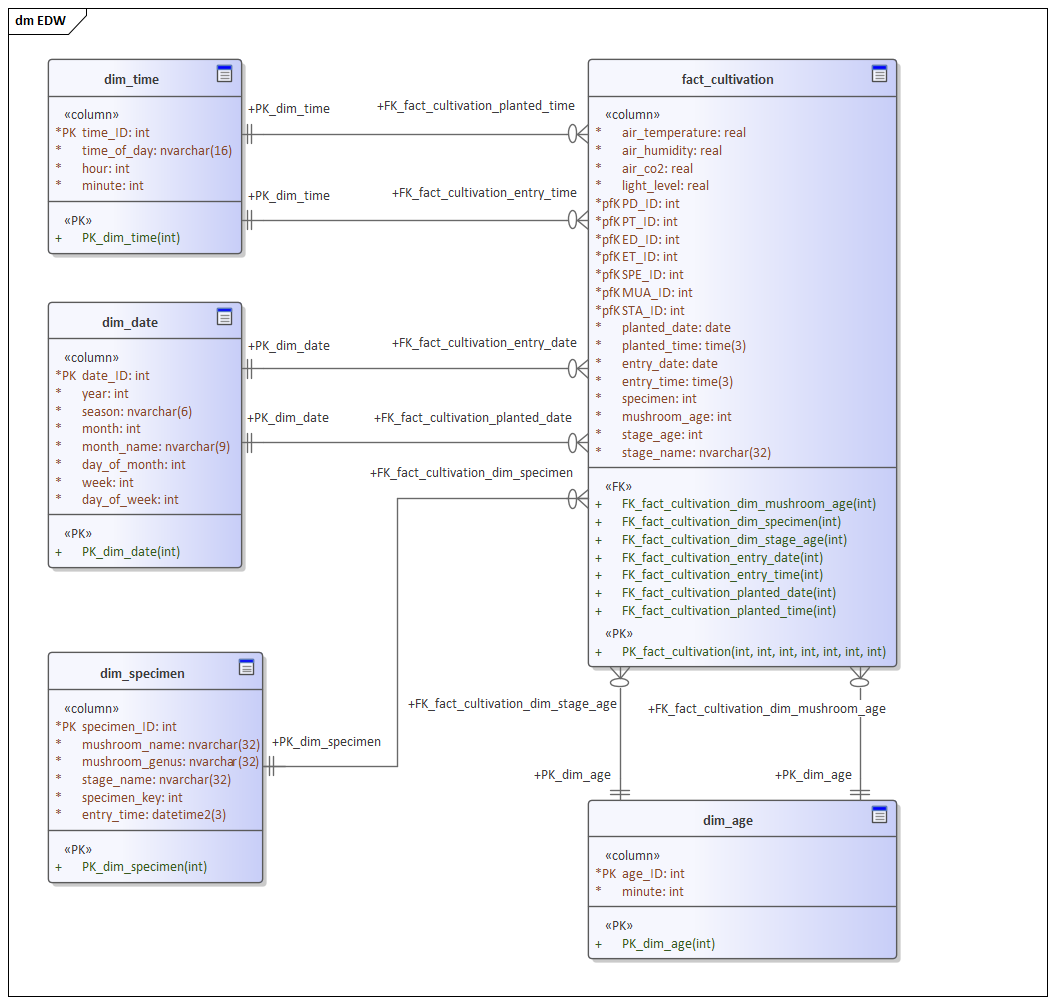 dm EDW
dim_time
«column»
*PK time_ID: int
* time_of_day: nvarchar(16)
* hour: int
* minute: int
«PK»
+ PK_dim_time(int)
+PK_dim_time
+FK_fact_cultivation_planted_time
+PK_dim_time
+FK_fact_cultivation_entry_time
fact_cultivation
«column»
* air_temperature: real
* air_humidity: real
* air_co2: real
* light_level: real
*pfK PD_ID: int
*pfK PT_ID: int
*pfK ED_ID: int
*pfK ET_ID: int
*pfK SPE_ID: int
*pfK MUA_ID: int
*pfK STA_ID: int
* planted_date: date
* planted_time: time(3)
* entry_date: date
* entry_time: time(3)
* specimen: int
* mushroom_age: int
* stage_age: int
* stage_name: nvarchar(32)
«FK»
+ FK_fact_cultivation_dim_mushroom_age(int)
+ FK_fact_cultivation_dim_specimen(int)
+ FK_fact_cultivation_dim_stage_age(int)
+ FK_fact_cultivation_entry_date(int)
+ FK_fact_cultivation_entry_time(int)
+ FK_fact_cultivation_planted_date(int)
+ FK_fact_cultivation_planted_time(int)
«PK»
+ PK_fact_cultivation(int, int, int, int, int, int, int)
dim_date
«column»
*PK date_ID: int
* year: int
* season: nvarchar(6)
* month: int
* month_name: nvarchar(9)
* day_of_month: int
* week: int
* day_of_week: int
«PK»
+ PK_dim_date(int)
+PK_dim_date
+FK_fact_cultivation_entry_date
+PK_dim_date
+FK_fact_cultivation_planted_date
+FK_fact_cultivation_dim_specimen
dim_specimen
«column»
*PK specimen_ID: int
* mushroom_name: nvarchar(32)
* mushroom_genus: nvarchar(32)
* stage_name: nvarchar(32)
* specimen_key: int
* entry_time: datetime2(3)
«PK»
+ PK_dim_specimen(int)
+PK_dim_specimen
+FK_fact_cultivation_dim_stage_age
+FK_fact_cultivation_dim_mushroom_age
+PK_dim_age
+PK_dim_age
dim_age
«column»
*PK age_ID: int
* minute: int
«PK»
+ PK_dim_age(int)